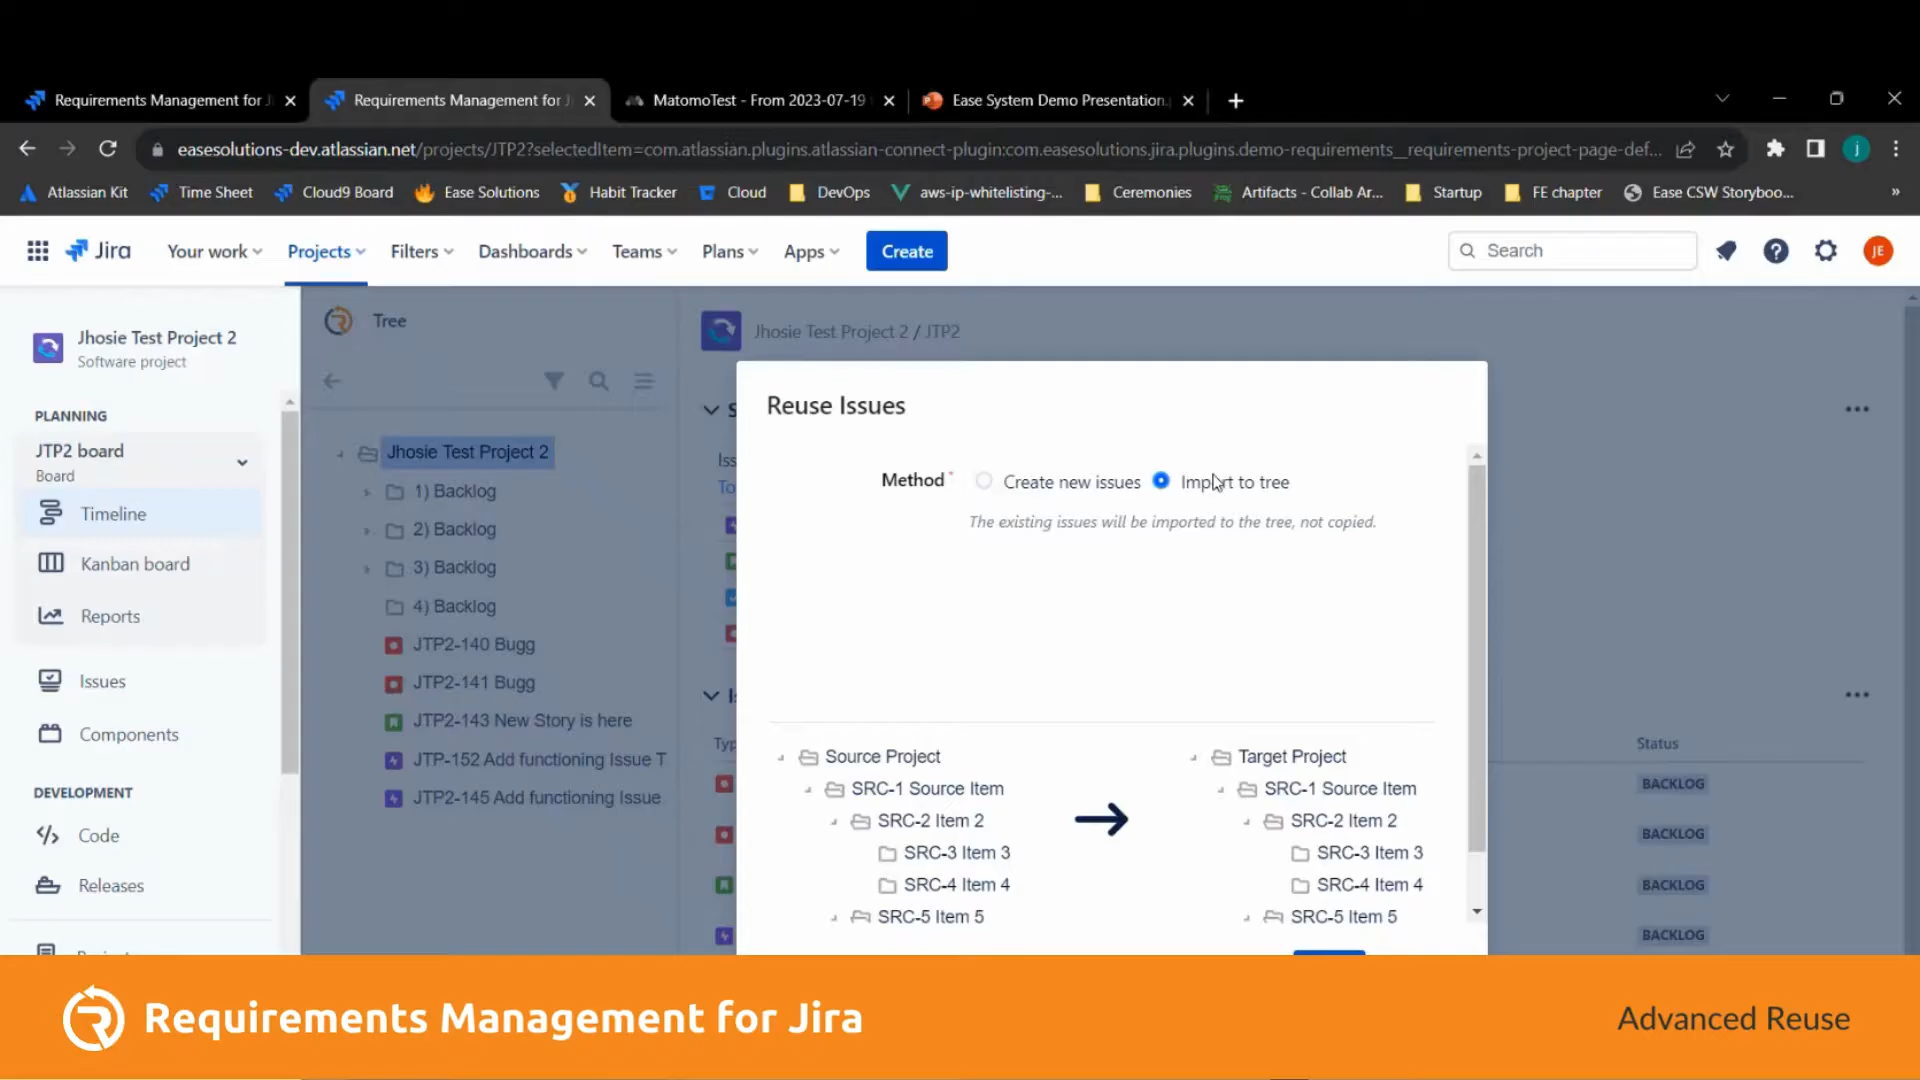 Requirements Management for J
Requirements Management for J
MatomoTest - From 2023-07-19
Ease System Demo Presentation.
easesolutions-dev.atlassian.net/projects/JTP2?selectedItem=com.atlassian.plugins.atlassian-connect-plugin:com.easesolutions.jira.plugins.demo-requirements__requirements-project-page-def...
j
Atlassian Kit
Time Sheet
Cloud9 Board
Ease Solutions
Habit Tracker
Cloud
DevOps
aws-ip-whitelisting-...
Ceremonies
Artifacts - Collab Ar...
Startup
FE chapter
Ease CSW Storyboo...
»
Jira
Your work
Projects
Filters
Dashboards
Teams
Plans
Apps
Create
Search
JE
Jhosie Test Project 2
Software project
PLANNING
JTP2 board
Board
Timeline
Kanban board
Reports
Issues
Components
DEVELOPMENT
Code
Releases
Tree
Jhosie Test Project 2
1) Backlog
2) Backlog
3) Backlog
4) Backlog
JTP2-140 Bugg
JTP2-141 Bugg
JTP2-143 New Story is here
JTP-152 Add functioning Issue T
JTP2-145 Add functioning Issue
Jhosie Test Project 2 / JTP2
S
Iss
To
I
Typ
Status
BACKLOG
BACKLOG
BACKLOG
BACKLOG
Reuse Issues
Method*
Create new issues
Import to tree
The existing issues will be imported to the tree, not copied.
Source Project
SRC-1 Source Item
SRC-2 Item 2
SRC-3 Item 3
SRC-4 Item 4
SRC-5 Item 5
Target Project
SRC-1 Source Item
SRC-2 Item 2
SRC-3 Item 3
SRC-4 Item 4
SRC-5 Item 5
Requirements Management for Jira
Advanced Reuse